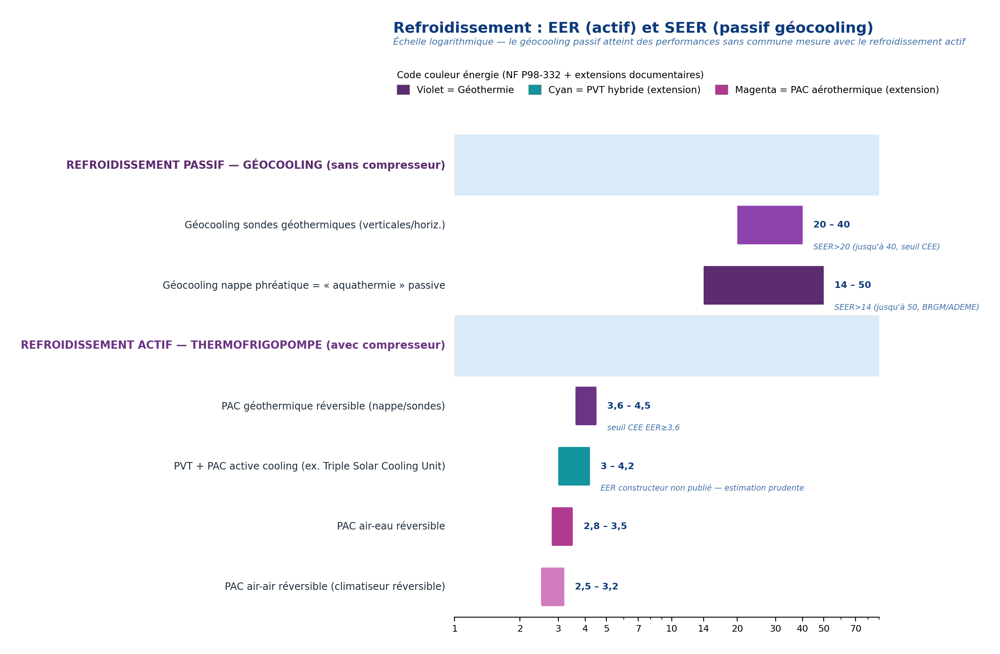 Refroidissement : EER (actif) et SEER (passif géocooling)
Échelle logarithmique — le géocooling passif atteint des performances sans commune mesure avec le refroidissement actif
Code couleur énergie (NF P98-332 + extensions documentaires)
Violet = Géothermie
Cyan = PVT hybride (extension)
Magenta = PAC aérothermique (extension)
REFROIDISSEMENT PASSIF — GÉOCOOLING (sans compresseur)
Géocooling sondes géothermiques (verticales/horiz.)
20 – 40
SEER>20 (jusqu'à 40, seuil CEE)
Géocooling nappe phréatique = « aquathermie » passive
14 – 50
SEER>14 (jusqu'à 50, BRGM/ADEME)
REFROIDISSEMENT ACTIF — THERMOFRIGOPOMPE (avec compresseur)
PAC géothermique réversible (nappe/sondes)
3,6 – 4,5
seuil CEE EER≥3,6
PVT + PAC active cooling (ex. Triple Solar Cooling Unit)
3 – 4,2
EER constructeur non publié — estimation prudente
PAC air-eau réversible
2,8 – 3,5
PAC air-air réversible (climatiseur réversible)
2,5 – 3,2
1 2 3 4 5 7 10 14 20 30 40 50 70